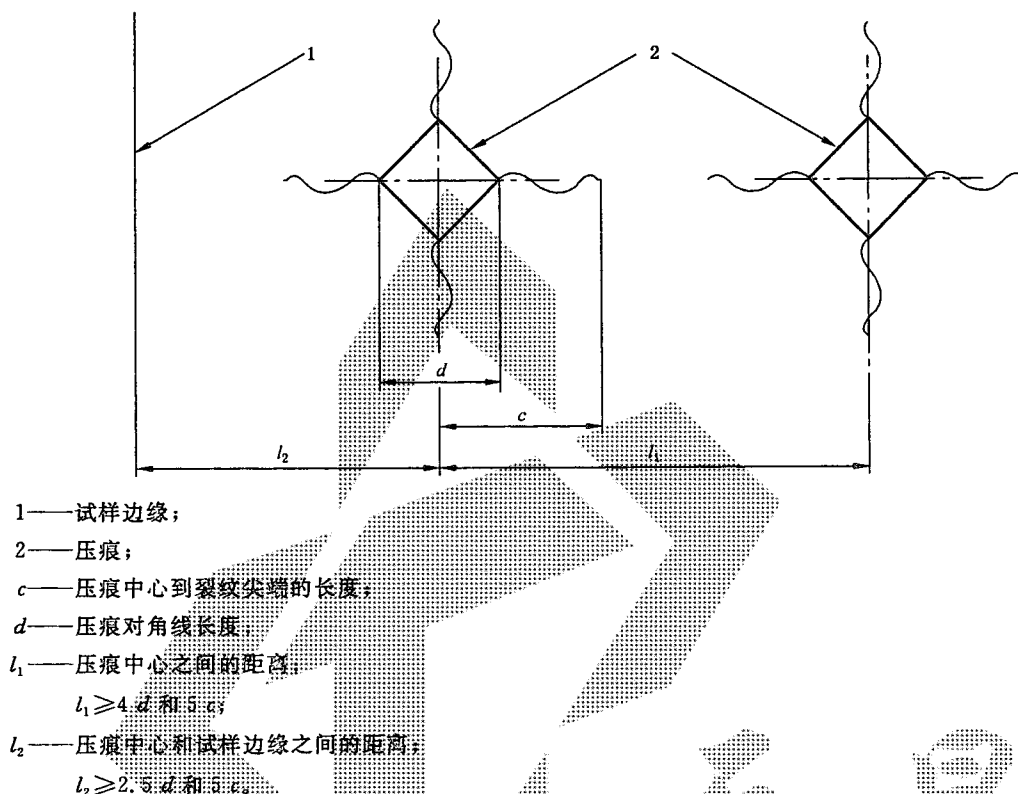 1 2
d
c
l₂ l₁
1——试样边缘；
2——压痕；
c——压痕中心到裂纹尖端的长度；
d——压痕对角线长度；
l₁——压痕中心之间的距离；
l₁≥4 d 和 5 c；
l₂——压痕中心和试样边缘之间的距离；
l₂≥2.5 d 和 5 c。